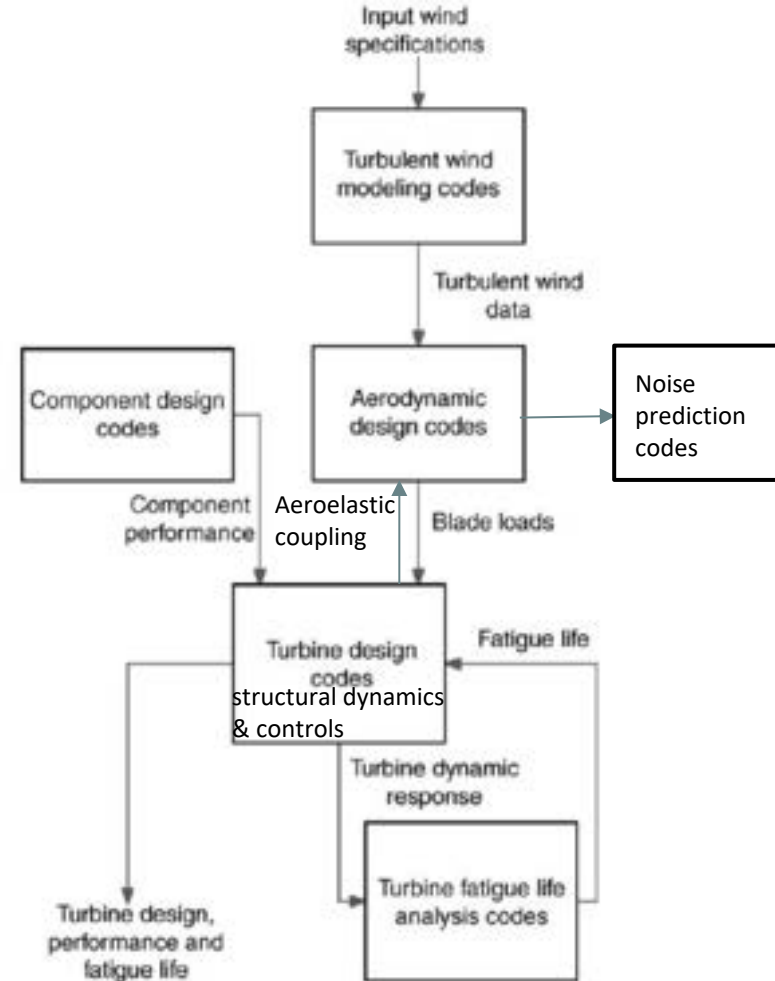 Input wind
specifications
Turbulent wind
modeling codes
Turbulent wind
data
Component design
codes
Aerodynamic
design codes
Noise
prediction
codes
Component
performance
Aeroelastic
coupling
Blade loads
Turbine design
codes
structural dynamics
& controls
Fatigue life
Turbine dynamic
response
Turbine fatigue life
analysis codes
Turbine design,
performance and
fatigue life